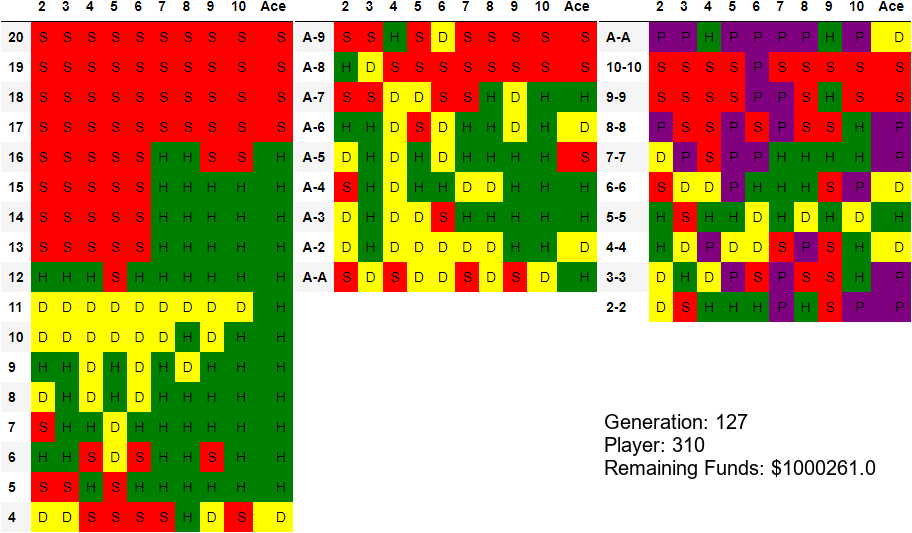 2 3 4 5 6 7 8 9 10 Ace
20 S S S S S S S S S S
19 S S S S S S S S S S
18 S S S S S S S S S S
17 S S S S S S S S S S
16 S S S S S H H S S H
15 S S S S S H H H H H
14 S S S S S H H H H H
13 S S S S S H H H H H
12 H H H S H H H H H H
11 D D D D D D D D D H
10 D D D D D D H D H H
9 H H D H D H D H H H
8 D H D H D H H H H H
7 S H H D H H H H H H
6 H H S D S H H S H H
5 S S H S H H H H H H
4 D D S S S S H D S D
2 3 4 5 6 7 8 9 10 Ace
A-9 S S H S D S S S S S
A-8 H D S S S S S S S S
A-7 S S D D S S H D H H
A-6 H H D S D H H D H D
A-5 D H D H D H H H H S
A-4 S H D H H D D H H H
A-3 D H D D S H H H H H
A-2 D H D D D D D H H D
A-A S D S D D S D S D H
2 3 4 5 6 7 8 9 10 Ace
A-A P P H P P P P H P D
10-10 S S S S P S S S S S
9-9 S S S S P P S H S S
8-8 P S S P S P S S H P
7-7 D P S P P H H H H P
6-6 S D D P H H H S P D
5-5 H S H H D H D H D H
4-4 H D P D D S P S H D
3-3 D H D P S P S S H P
2-2 D S H H H P H S P P
Generation: 127
Player: 310
Remaining Funds: $1000261.0